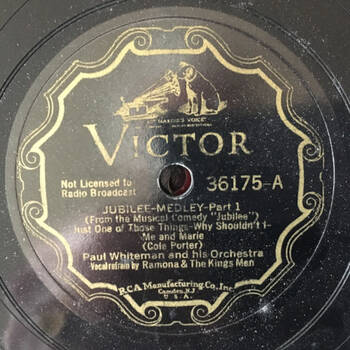 "HIS MASTER'S VOICE"
VICTOR
Not Licensed to
Radio Broadcast
36175-A
JUBILEE-MEDLEY-Part 1
(From the Musical Comedy "Jubilee")
Just One of Those Things-Why Shouldn't I-
Me and Marie
(Cole Porter)
Paul Whiteman and his Orchestra
Vocal refrain by Ramona & The Kings Men
RCA Manufacturing Co., Inc.
Camden, N.J.
U.S.A.